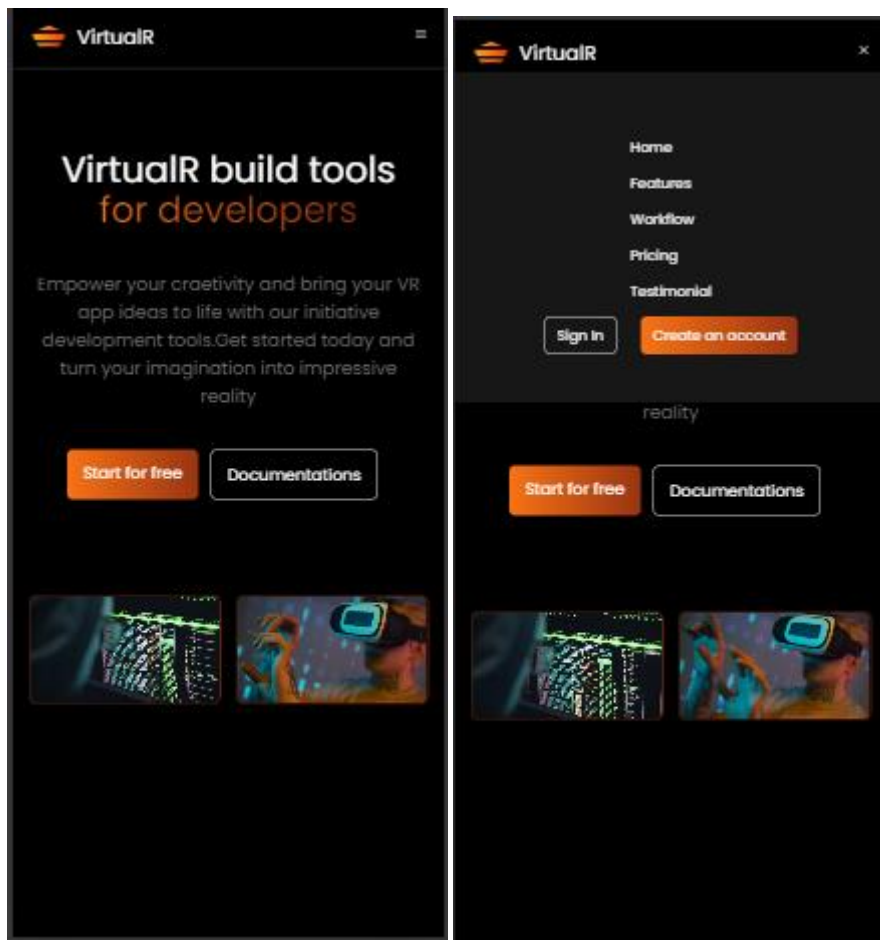 VirtualR
VirtualR build tools
for developers
Empower your craetivity and bring your VR
app ideas to life with our initiative
development tools.Get started today and
turn your imagination into impressive
reality
Start for free
Documentations
VirtualR
Home
Features
Workflow
Pricing
Testimonial
Sign In
Create an account
reality
Start for free
Documentations